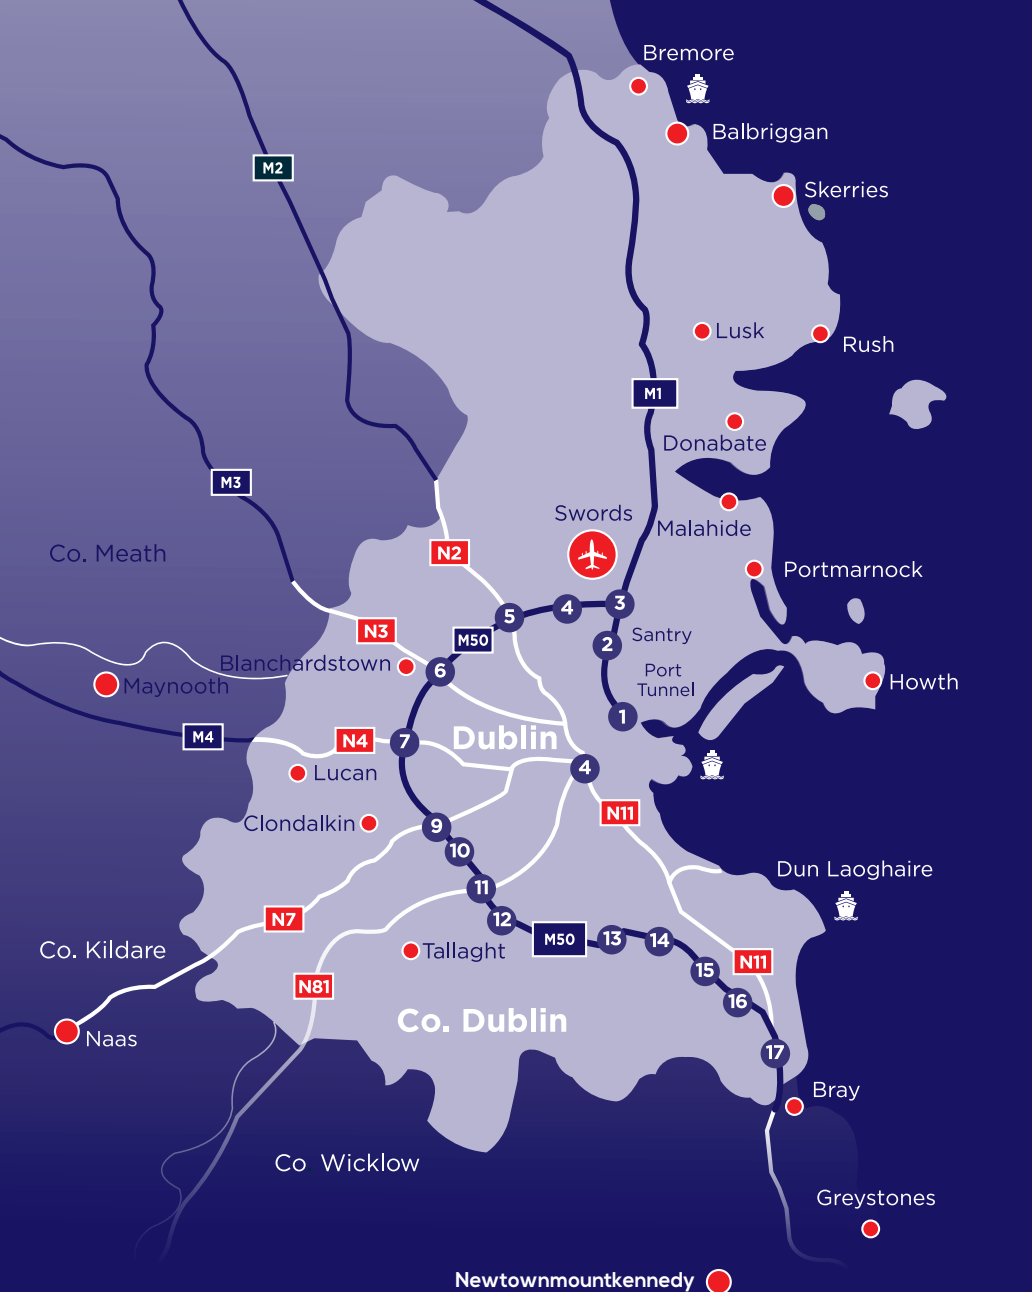 Bremore
Balbriggan
M2
Skerries
Lusk
Rush
M1
Donabate
M3
Swords
Malahide
Co. Meath
N2
Portmarnock
3
4
5
N3
M50
2
Santry
Blanchardstown
6
Port
Tunnel
Maynooth
Howth
1
M4
N4
7
Dublin
4
Lucan
N11
Clondalkin
9
10
Dun Laoghaire
11
N7
12
M50
13
14
Co. Kildare
Tallaght
N11
15
N81
16
Co. Dublin
Naas
17
Bray
Co Wicklow
Greystones
Newtownmountkennedy